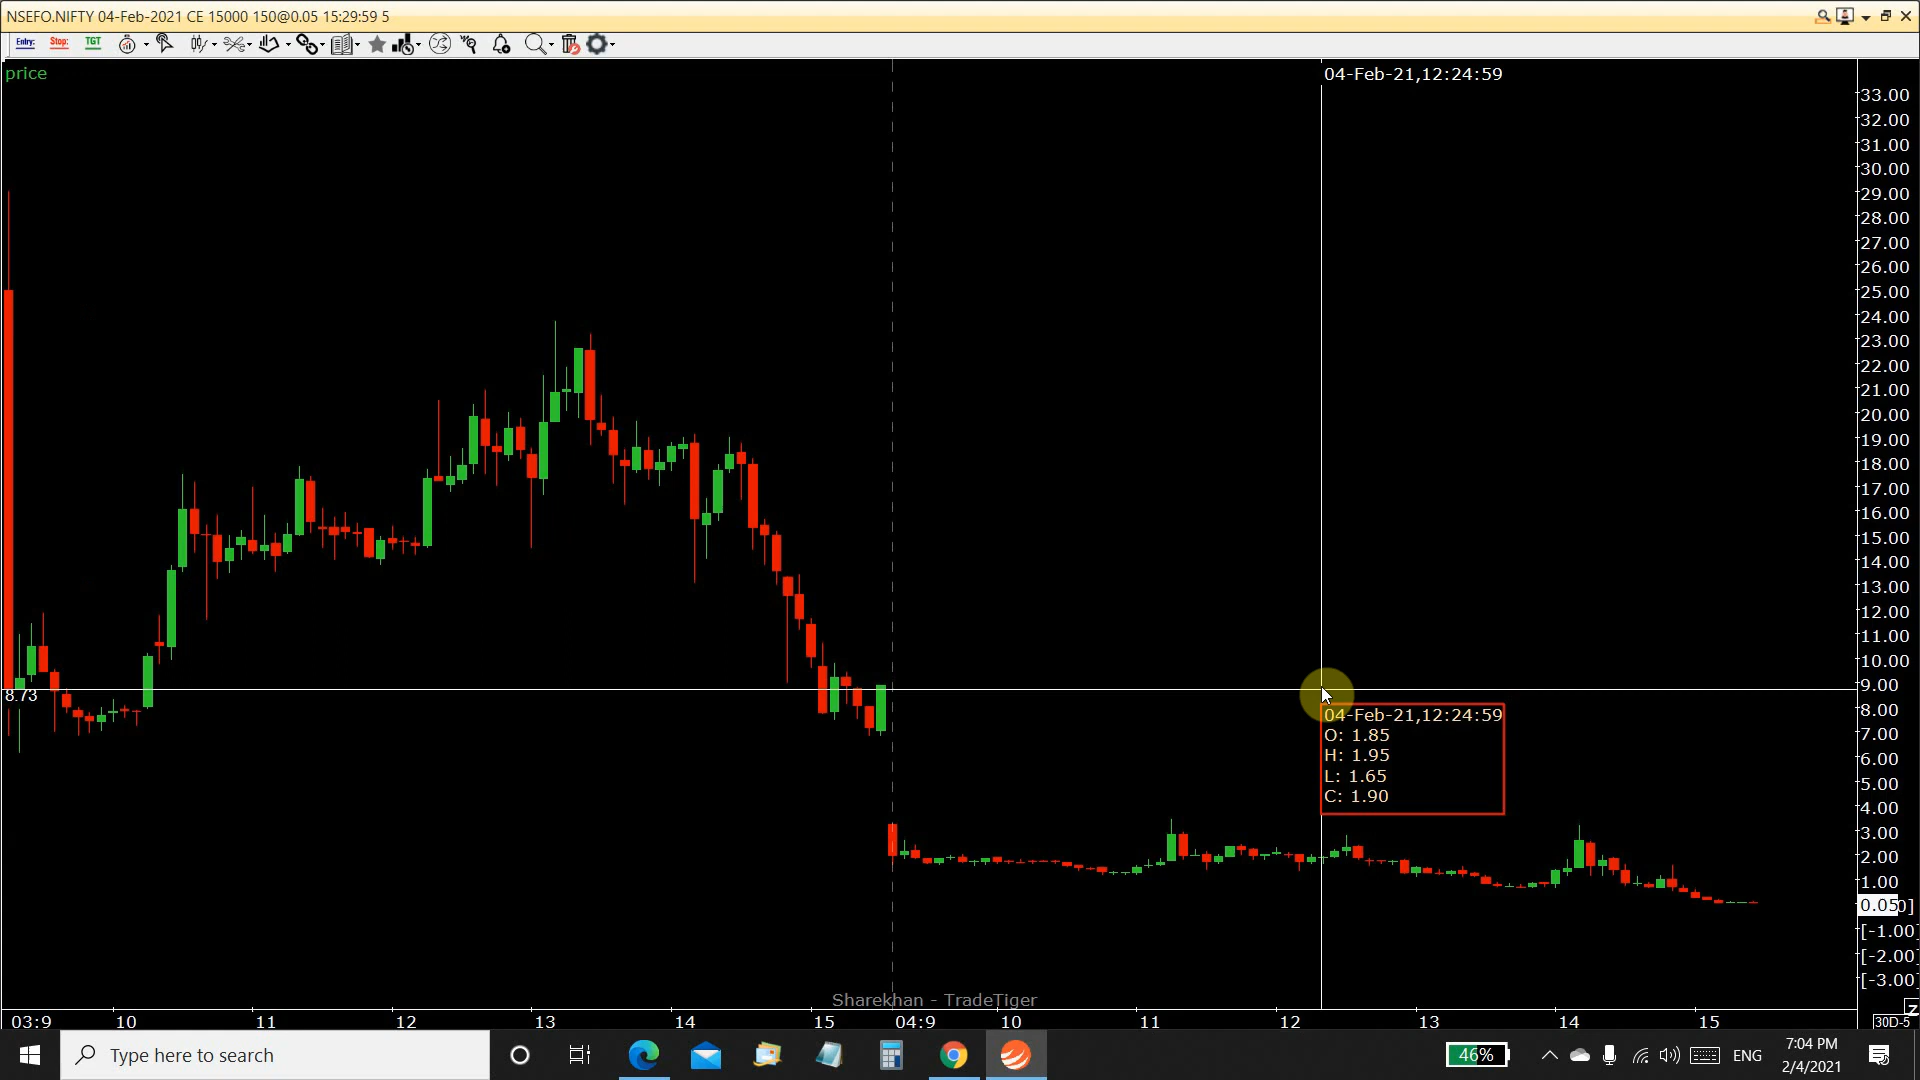 NSEFO.NIFTY 04-Feb-2021 CE 15000 150@0.05 15:29:59 5
Entry: Stop: TGT
price
04-Feb-21,12:24:59
33.00
32.00
31.00
30.00
29.00
28.00
27.00
26.00
25.00
24.00
23.00
22.00
21.00
20.00
19.00
18.00
17.00
16.00
15.00
14.00
13.00
12.00
11.00
10.00
9.00
8.00
7.00
6.00
5.00
4.00
3.00
2.00
1.00
0.05
0]
[-1.00]
[-2.00]
[-3.00]
8.73
04-Feb-21,12:24:59
O: 1.85
H: 1.95
L: 1.65
C: 1.90
Sharekhan - TradeTiger
Z
03:9 10 11 12 13 14 15 04:9 10 11 12 13 14 15 30D-5
Type here to search
46%
ENG
7:04 PM
2/4/2021